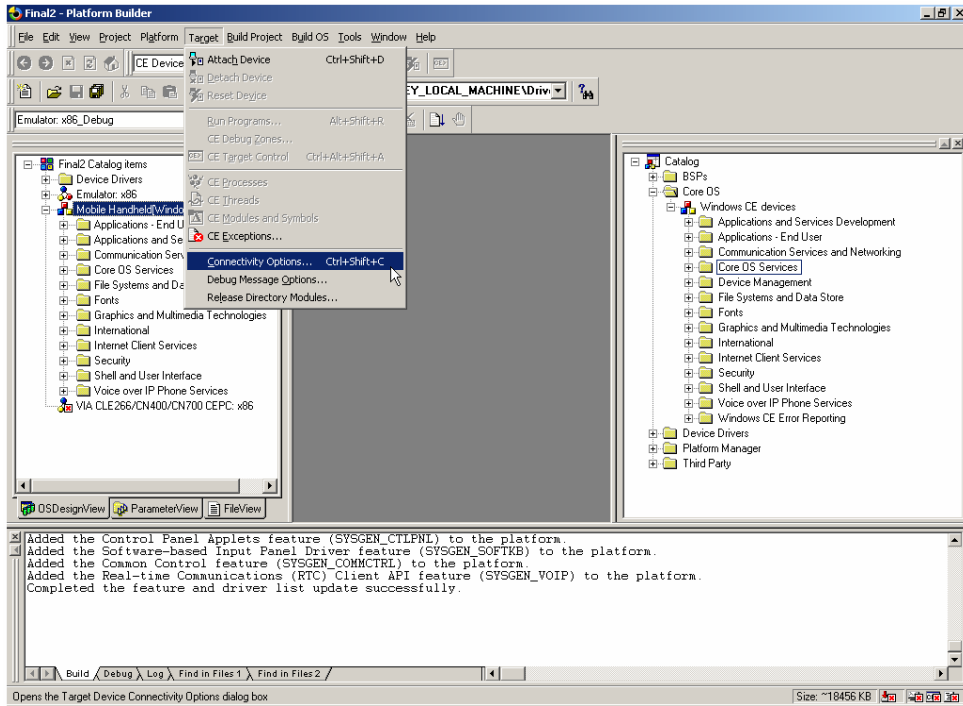 Final2 - Platform Builder
File Edit View Project Platform Target Build Project Build OS Tools Window Help
CE Device
EY_LOCAL_MACHINE\Driv
Emulator: x86_Debug
Attach Device Ctrl+Shift+D
Detach Device
Reset Device
Run Programs... Alt+Shift+R
CE Debug Zones...
CE Target Control Ctrl+Alt+Shift+A
CE Processes
CE Threads
CE Modules and Symbols
CE Exceptions...
Connectivity Options... Ctrl+Shift+C
Debug Message Options...
Release Directory Modules...
Final2 Catalog items
Device Drivers
Emulator: x86
Mobile Handheld[Windo
Applications - End U
Applications and Se
Communication Serv
Core OS Services
File Systems and Da
Fonts
Graphics and Multimedia Technologies
International
Internet Client Services
Security
Shell and User Interface
Voice over IP Phone Services
VIA CLE266/CN400/CN700 CEPC: x86
OSDesignView ParameterView FileView
Catalog
BSPs
Core OS
Windows CE devices
Applications and Services Development
Applications - End User
Communication Services and Networking
Core OS Services
Device Management
File Systems and Data Store
Fonts
Graphics and Multimedia Technologies
International
Internet Client Services
Security
Shell and User Interface
Voice over IP Phone Services
Windows CE Error Reporting
Device Drivers
Platform Manager
Third Party
Added the Control Panel Applets feature (SYSGEN_CTLPNL) to the platform.
Added the Software-based Input Panel Driver feature (SYSGEN_SOFTKB) to the platform.
Added the Common Control feature (SYSGEN_COMMCTRL) to the platform.
Added the Real-time Communications (RTC) Client API feature (SYSGEN_VOIP) to the platform.
Completed the feature and driver list update successfully.
Build Debug Log Find in Files 1 Find in Files 2
Opens the Target Device Connectivity Options dialog box
Size: ~18456 KB